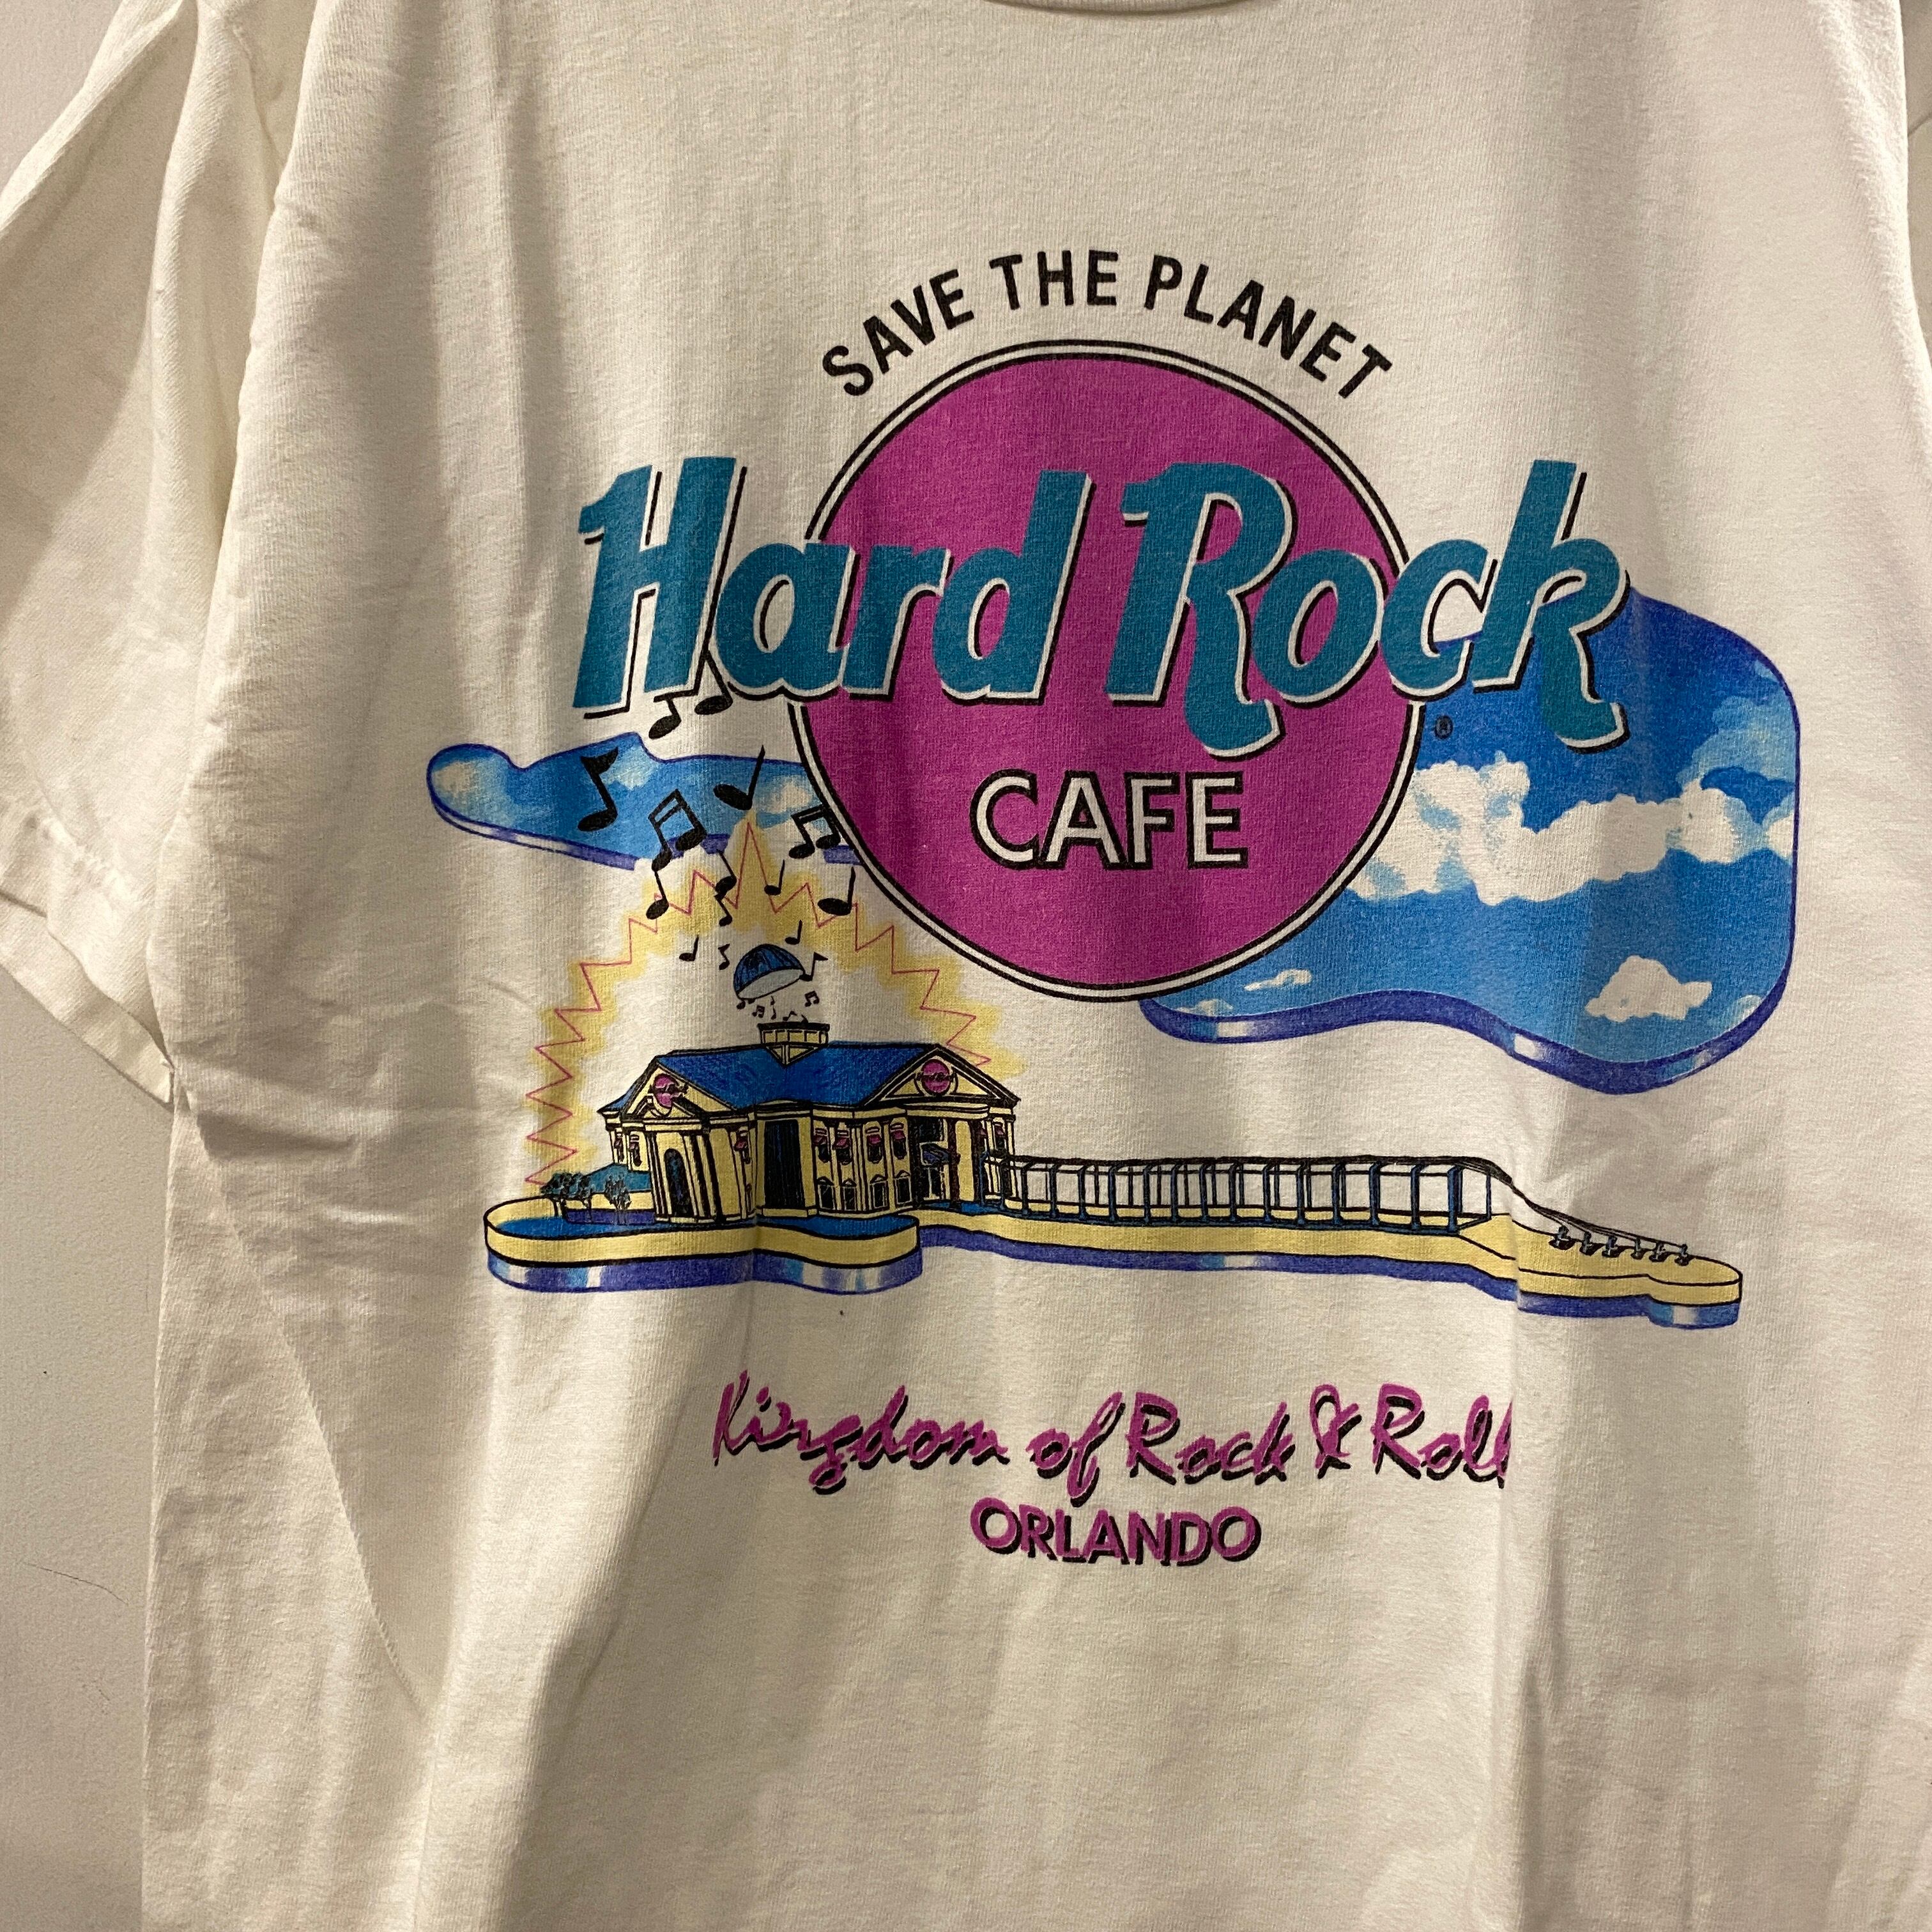 SAVE THE PLANET
Hard Rock
®
CAFE
Kingdom of Rock & Roll
ORLANDO